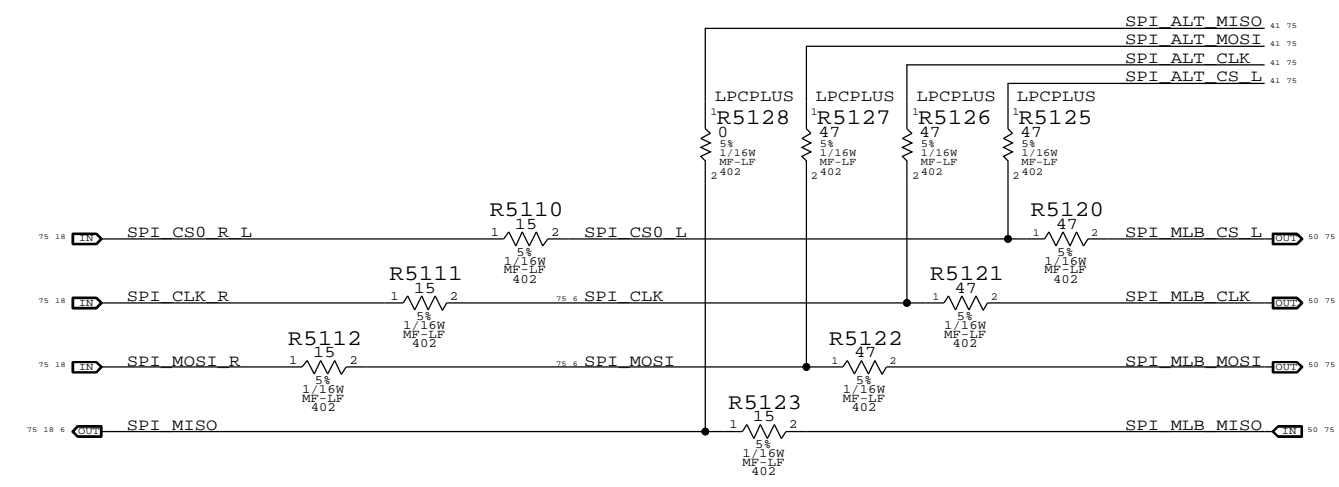 SPI_ALT_MISO 41 75
SPI_ALT_MOSI 41 75
SPI_ALT_CLK 41 75
SPI_ALT_CS_L 41 75
LPCPLUS LPCPLUS LPCPLUS LPCPLUS
1 R5128 1 R5127 1 R5126 1 R5125
0 47 47 47
5% 5% 5% 5%
1/16W 1/16W 1/16W 1/16W
MF-LF MF-LF MF-LF MF-LF
2 402 2 402 2 402 2 402
R5110 R5120
15 47
75 18 IN SPI_CS0_R_L 1 2 SPI_CS0_L 1 2 SPI_MLB_CS_L OUT 50 75
5% 5%
1/16W 1/16W
MF-LF MF-LF
402 402
R5111 R5121
15 47
75 18 IN SPI_CLK_R 1 2 75 6 SPI_CLK 1 2 SPI_MLB_CLK OUT 50 75
5% 5%
1/16W 1/16W
MF-LF MF-LF
402 402
R5112 R5122
15 47
75 18 IN SPI_MOSI_R 1 2 75 6 SPI_MOSI 1 2 SPI_MLB_MOSI OUT 50 75
5% 5%
1/16W 1/16W
MF-LF MF-LF
402 402
R5123
15
75 18 6 OUT SPI_MISO 1 2 SPI_MLB_MISO IN 50 75
5%
1/16W
MF-LF
402